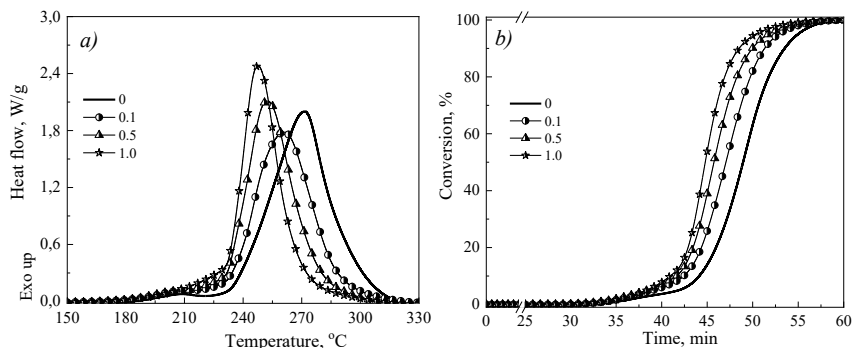 a)
3,0
2,4
1,8
1,2
0,6
0,0
Heat flow, W/g
Exo up
0
0.1
0.5
1.0
150 180 210 240 270 300 330
Temperature, °C
b)
100
80
60
40
20
0
Conversion, %
0
0.1
0.5
1.0
0 25 30 35 40 45 50 55 60
Time, min